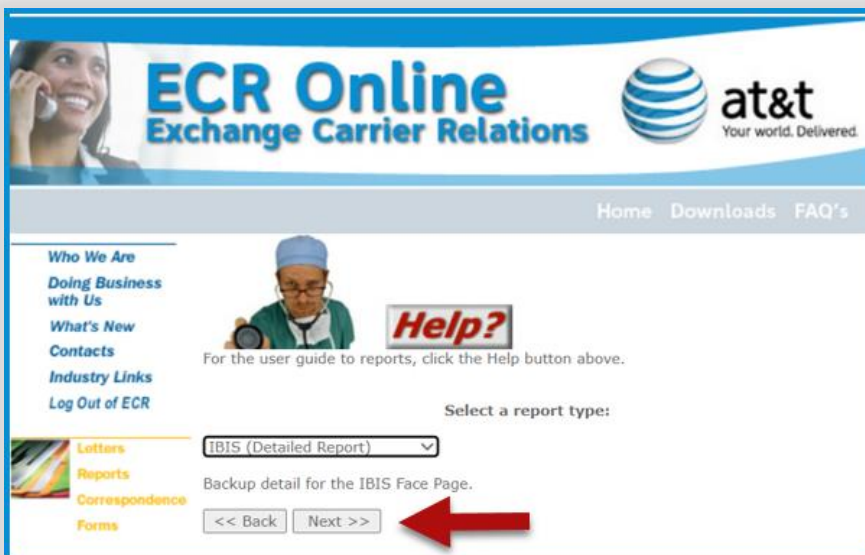 ECR Online
Exchange Carrier Relations
at&t
Your world. Delivered.
Home Downloads FAQ's
Who We Are
Doing Business
with Us
What's New
Contacts
Industry Links
Log Out of ECR
Help?
For the user guide to reports, click the Help button above.
Select a report type:
IBIS (Detailed Report)
Backup detail for the IBIS Face Page.
<< Back Next >>
Letters
Reports
Correspondence
Forms